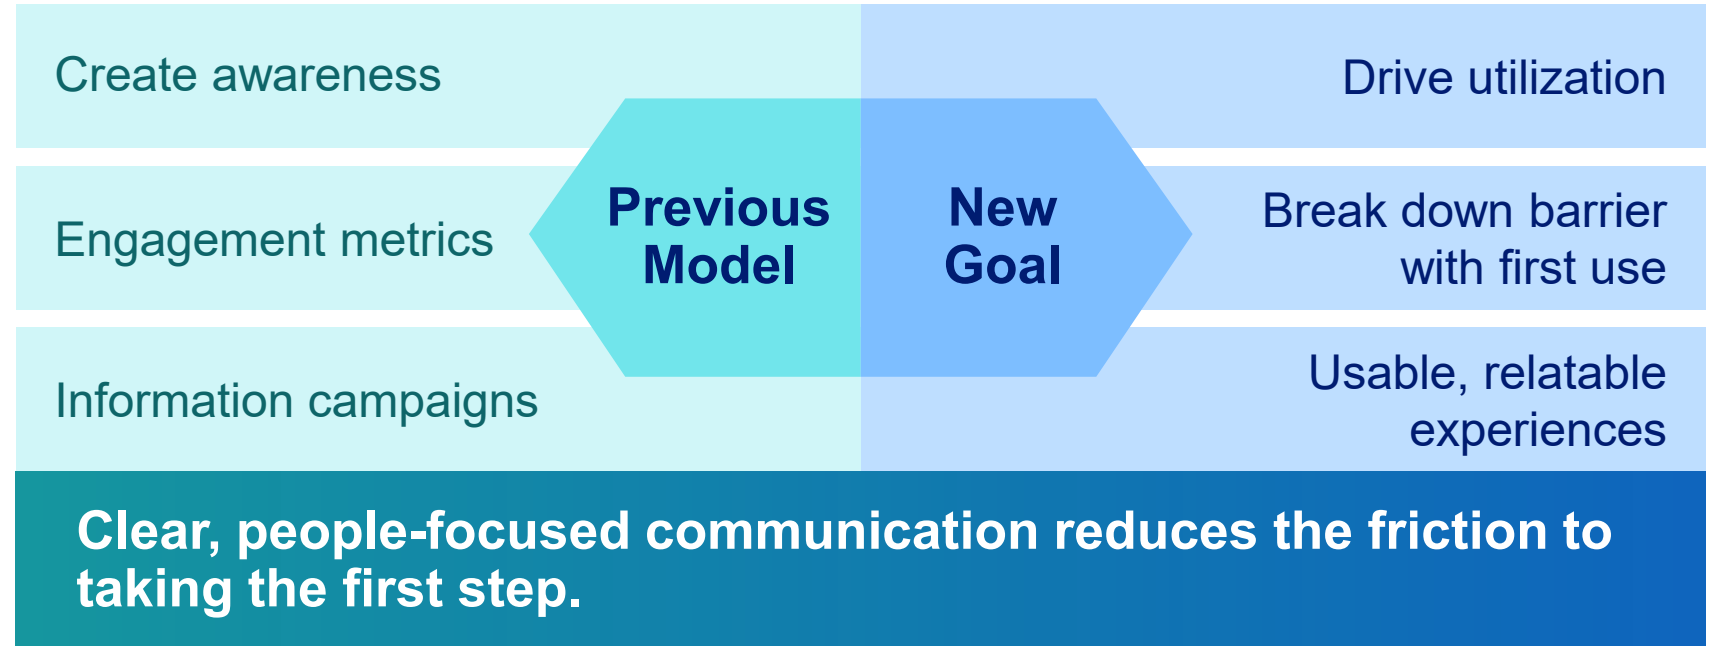 Create awareness
Drive utilization
Engagement metrics
Previous
Model
New
Goal
Break down barrier
with first use
Information campaigns
Usable, relatable
experiences
Clear, people-focused communication reduces the friction to
taking the first step.